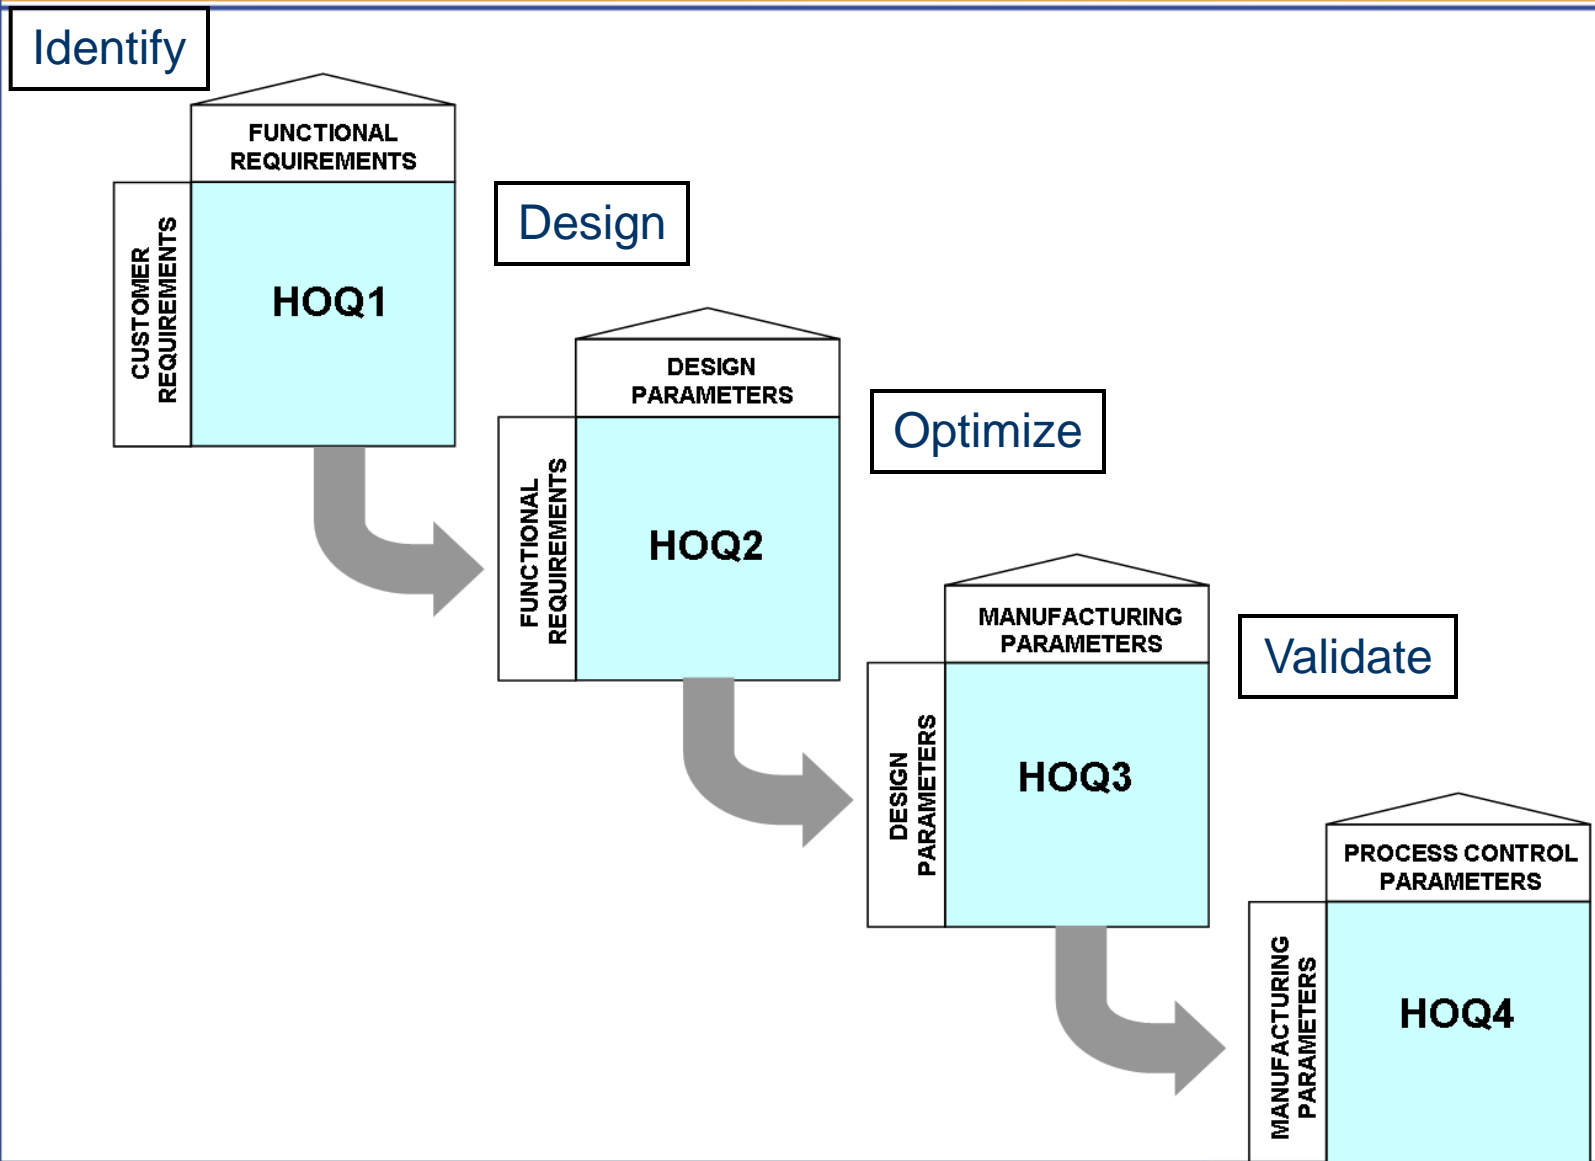 Identify
FUNCTIONAL
REQUIREMENTS
CUSTOMER
REQUIREMENTS
HOQ1
Design
DESIGN
PARAMETERS
FUNCTIONAL
REQUIREMENTS
HOQ2
Optimize
MANUFACTURING
PARAMETERS
DESIGN
PARAMETERS
HOQ3
Validate
PROCESS CONTROL
PARAMETERS
MANUFACTURING
PARAMETERS
HOQ4